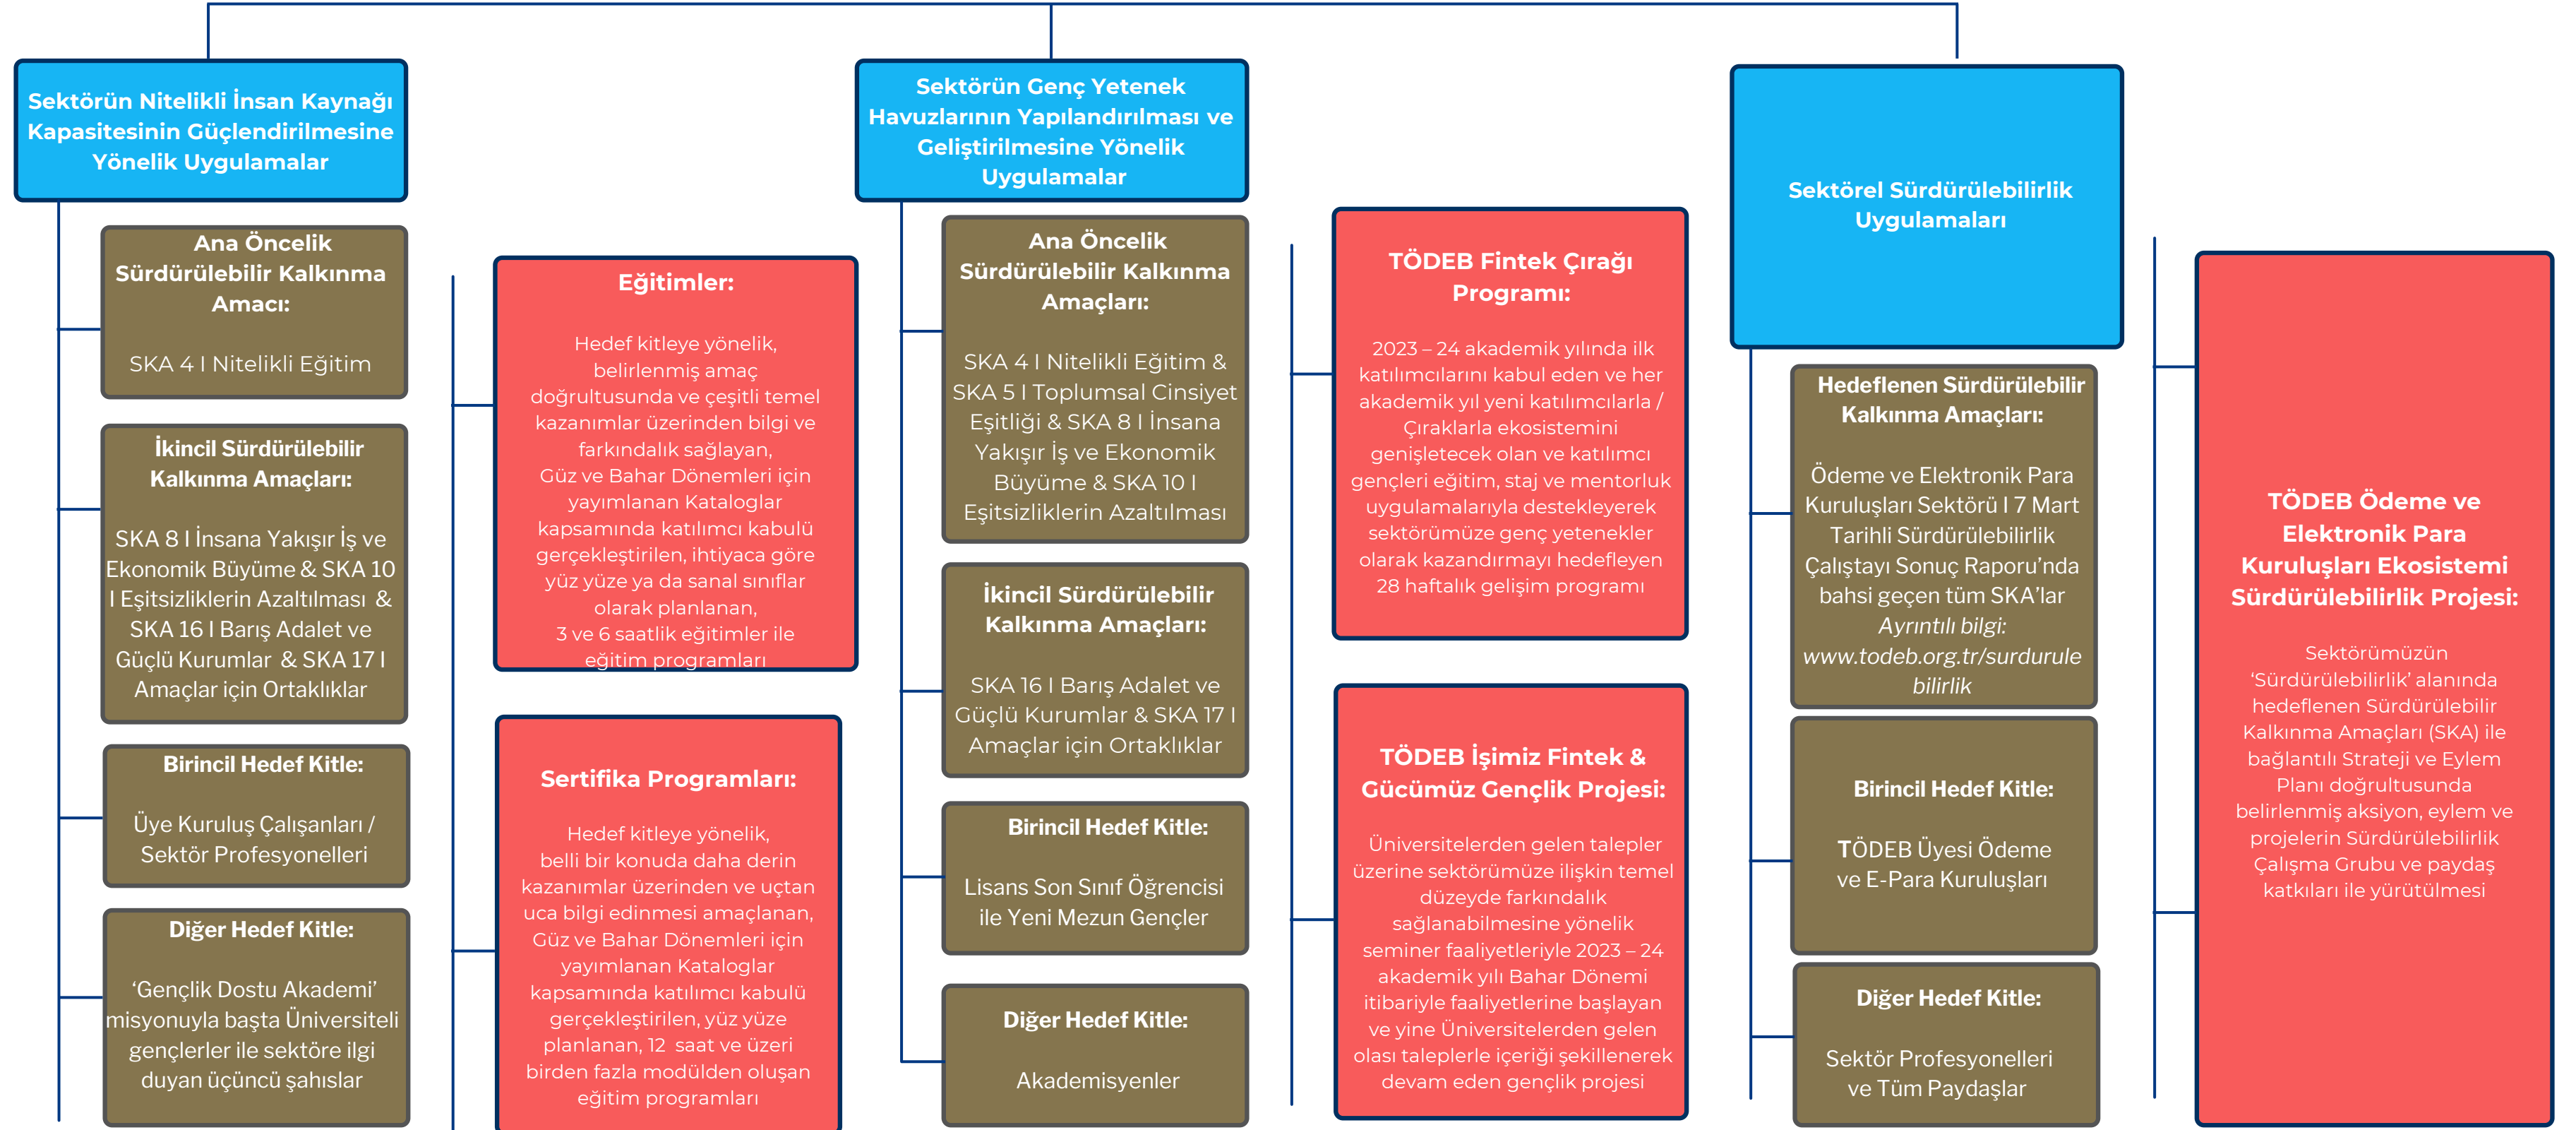 Sektörün Nitelikli İnsan Kaynağı
Kapasitesinin Güçlendirilmesine
Yönelik Uygulamalar
Ana Öncelik
Sürdürülebilir Kalkınma
Amacı:
SKA 4 I Nitelikli Eğitim
İkincil Sürdürülebilir
Kalkınma Amaçları:
SKA 8 I İnsana Yakışır İş ve
Ekonomik Büyüme & SKA 10
I Eşitsizliklerin Azaltılması &
SKA 16 I Barış Adalet ve
Güçlü Kurumlar & SKA 17 I
Amaçlar için Ortaklıklar
Birincil Hedef Kitle:
Üye Kuruluş Çalışanları /
Sektör Profesyonelleri
Diğer Hedef Kitle:
‘Gençlik Dostu Akademi’
misyonuyla başta Üniversiteli
gençlerler ile sektöre ilgi
duyan üçüncü şahıslar
Eğitimler:
Hedef kitleye yönelik,
belirlenmiş amaç
doğrultusunda ve çeşitli temel
kazanımlar üzerinden bilgi ve
farkındalık sağlayan,
Güz ve Bahar Dönemleri için
yayımlanan Kataloglar
kapsamında katılımcı kabulü
gerçekleştirilen, ihtiyaca göre
yüz yüze ya da sanal sınıflar
olarak planlanan,
3 ve 6 saatlik eğitimler ile
eğitim programları
Sertifika Programları:
Hedef kitleye yönelik,
belli bir konuda daha derin
kazanımlar üzerinden ve uçtan
uca bilgi edinmesi amaçlanan,
Güz ve Bahar Dönemleri için
yayımlanan Kataloglar
kapsamında katılımcı kabulü
gerçekleştirilen, yüz yüze
planlanan, 12 saat ve üzeri
birden fazla modülden oluşan
eğitim programları
Sektörün Genç Yetenek
Havuzlarının Yapılandırılması ve
Geliştirilmesine Yönelik
Uygulamalar
Ana Öncelik
Sürdürülebilir Kalkınma
Amaçları:
SKA 4 I Nitelikli Eğitim &
SKA 5 I Toplumsal Cinsiyet
Eşitliği & SKA 8 I İnsana
Yakışır İş ve Ekonomik
Büyüme & SKA 10 I
Eşitsizliklerin Azaltılması
İkincil Sürdürülebilir
Kalkınma Amaçları:
SKA 16 I Barış Adalet ve
Güçlü Kurumlar & SKA 17 I
Amaçlar için Ortaklıklar
Birincil Hedef Kitle:
Lisans Son Sınıf Öğrencisi
ile Yeni Mezun Gençler
Diğer Hedef Kitle:
Akademisyenler
TÖDEB Fintek Çırağı
Programı:
2023 – 24 akademik yılında ilk
katılımcılarını kabul eden ve her
akademik yıl yeni katılımcılarla /
Çıraklarla ekosistemini
genişletecek olan ve katılımcı
gençleri eğitim, staj ve mentorluk
uygulamalarıyla destekleyerek
sektörümüze genç yetenekler
olarak kazandırmayı hedefleyen
28 haftalık gelişim programı
TÖDEB İşimiz Fintek &
Gücümüz Gençlik Projesi:
Üniversitelerden gelen talepler
üzerine sektörümüze ilişkin temel
düzeyde farkındalık
sağlanabilmesine yönelik
seminer faaliyetleriyle 2023 – 24
akademik yılı Bahar Dönemi
itibariyle faaliyetlerine başlayan
ve yine Üniversitelerden gelen
olası taleplerle içeriği şekillenerek
devam eden gençlik projesi
Sektörel Sürdürülebilirlik
Uygulamaları
Hedeflenen Sürdürülebilir
Kalkınma Amaçları:
Ödeme ve Elektronik Para
Kuruluşları Sektörü I 7 Mart
Tarihli Sürdürülebilirlik
Çalıştayı Sonuç Raporu’nda
bahsi geçen tüm SKA’lar
Ayrıntılı bilgi:
www.todeb.org.tr/surdurule
bilirlik
Birincil Hedef Kitle:
TÖDEB Üyesi Ödeme
ve E-Para Kuruluşları
Diğer Hedef Kitle:
Sektör Profesyonelleri
ve Tüm Paydaşlar
TÖDEB Ödeme ve
Elektronik Para
Kuruluşları Ekosistemi
Sürdürülebilirlik Projesi:
Sektörümüzün
‘Sürdürülebilirlik’ alanında
hedeflenen Sürdürülebilir
Kalkınma Amaçları (SKA) ile
bağlantılı Strateji ve Eylem
Planı doğrultusunda
belirlenmiş aksiyon, eylem ve
projelerin Sürdürülebilirlik
Çalışma Grubu ve paydaş
katkıları ile yürütülmesi